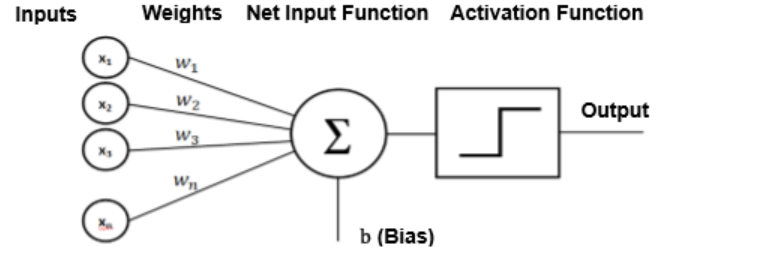 Inputs Weights Net Input Function Activation Function
x₁
w₁
x₂
w₂
x₃
w₃
wₙ
xₙ
Σ
Output
b (Bias)